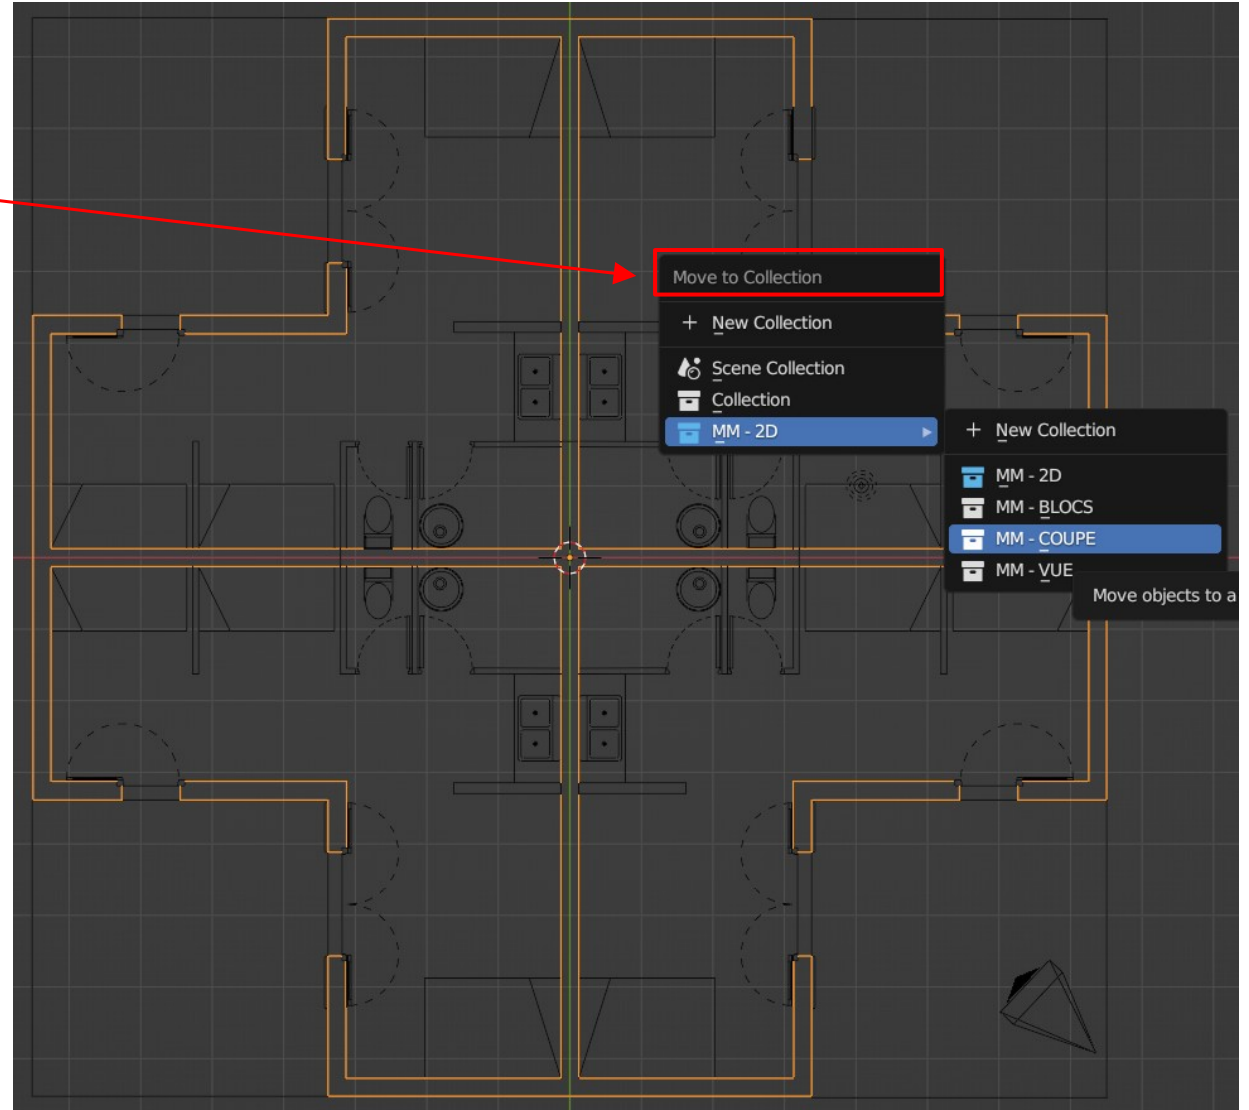 Move to Collection
New Collection
Scene Collection
Collection
MM - 2D
New Collection
MM - 2D
MM - BLOCS
MM - COUPE
MM - VUE
Move objects to a